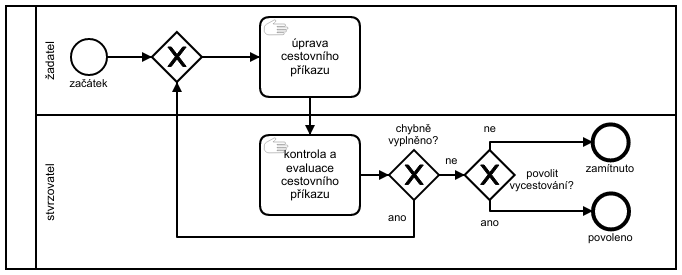 žadatel
začátek
úprava
cestovního
příkazu
stvrzovatel
kontrola a
evaluace
cestovního
příkazu
chybně
vyplněno?
ne
ano
ne
povolit
vycestování?
ano
zamítnuto
povoleno